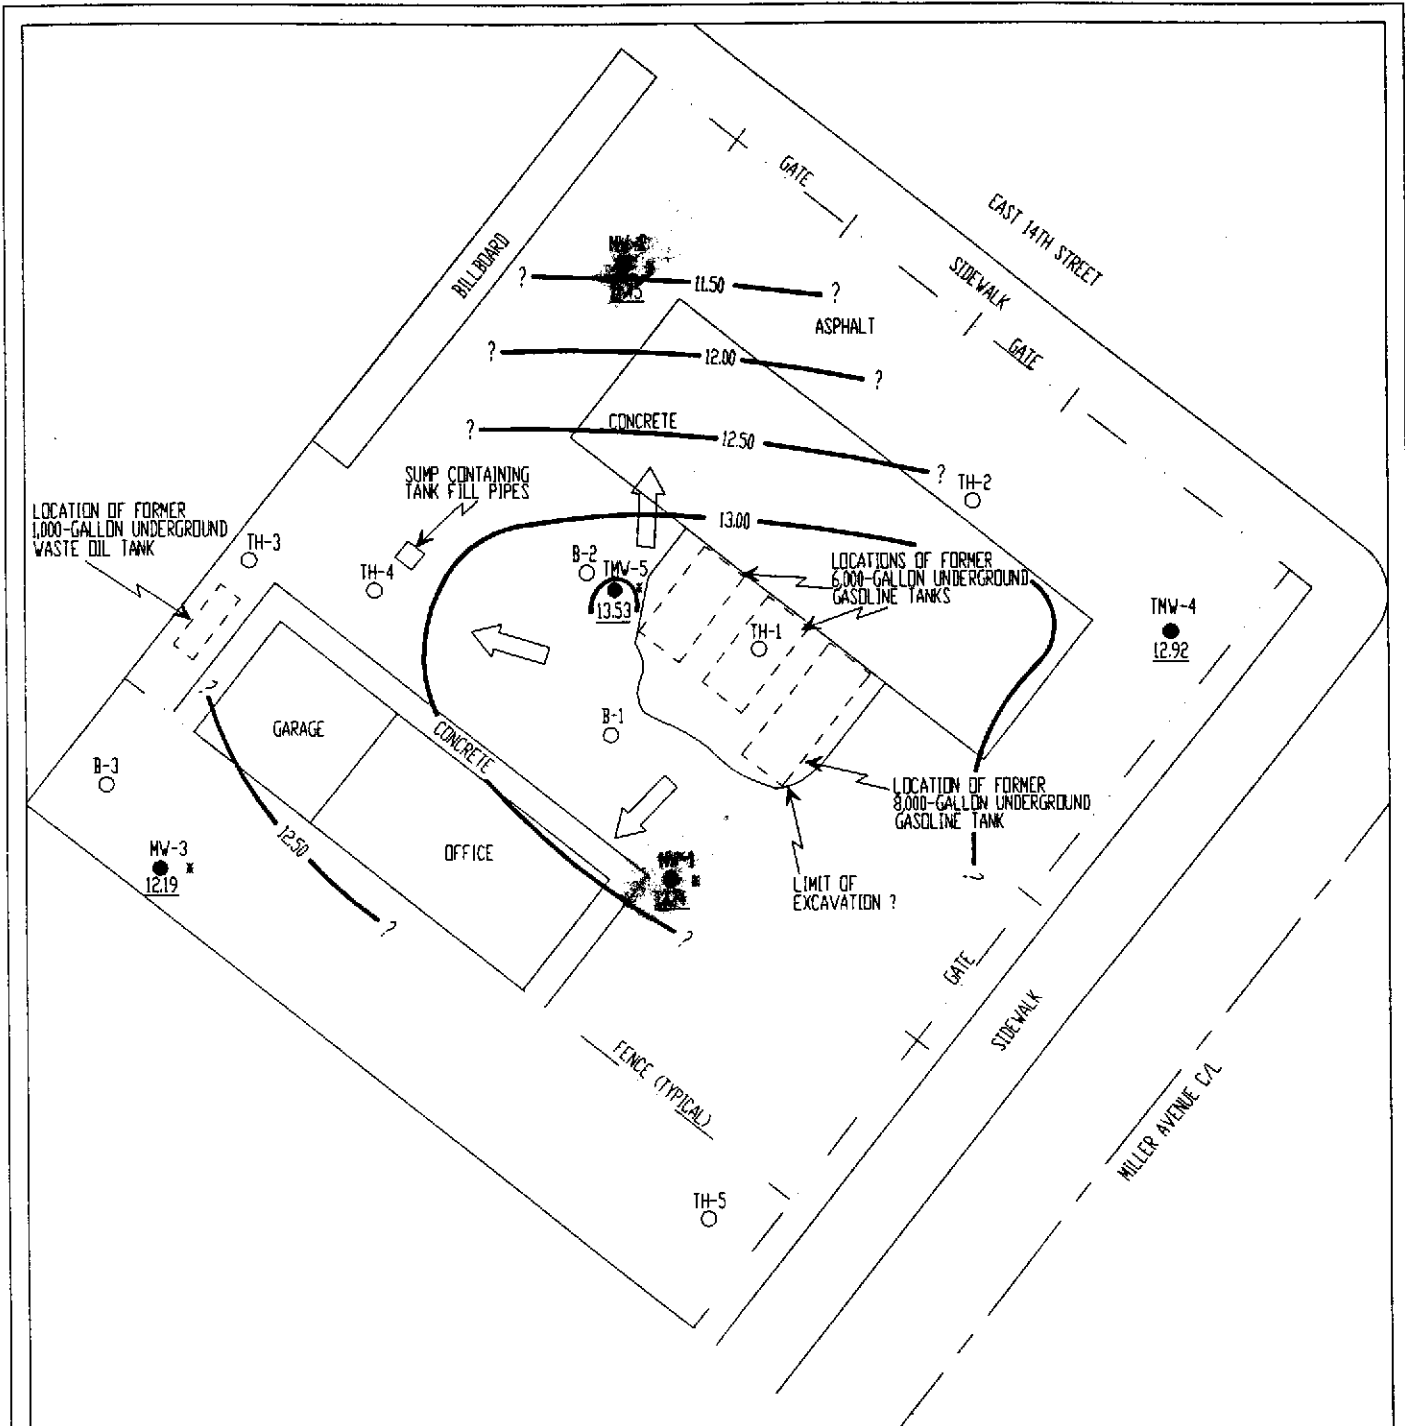 GATE
EAST 14TH STREET
BILLBOARD
SIDEWALK
? 11.50 ?
ASPHALT
GATE
? 12.00 ?
CONCRETE
? 12.50 ?
SUMP CONTAINING
TANK FILL PIPES
TH-2
LOCATION OF FORMER
1,000-GALLON UNDERGROUND
WASTE OIL TANK
13.00
TH-3
TH-4
B-2
TMW-5
*
13.53
LOCATIONS OF FORMER
6,000-GALLON UNDERGROUND
GASOLINE TANKS
TH-1
TMW-4
12.92
?
GARAGE
B-1
CONCRETE
B-3
LOCATION OF FORMER
8,000-GALLON UNDERGROUND
GASOLINE TANK
12.50
OFFICE
MW-3
*
12.19
MW-1
*
?
LIMIT OF
EXCAVATION ?
?
?
GATE
SIDEWALK
FENCE (TYPICAL)
MILLER AVENUE C/L
TH-5